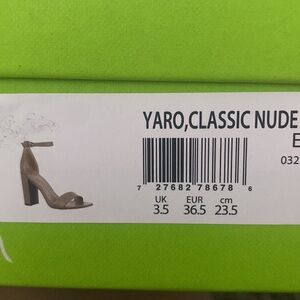 YARO,CLASSIC NUDE
E
032
7 27682 78678 6
UK EUR cm
3.5 36.5 23.5